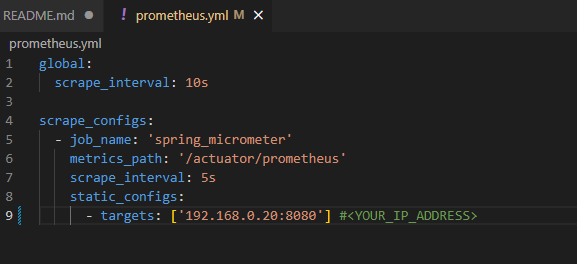 README.md
! prometheus.yml M
prometheus.yml
1 global:
2   scrape_interval: 10s
3
4 scrape_configs:
5   - job_name: 'spring_micrometer'
6     metrics_path: '/actuator/prometheus'
7     scrape_interval: 5s
8     static_configs:
9       - targets: ['192.168.0.20:8080'] #<YOUR_IP_ADDRESS>